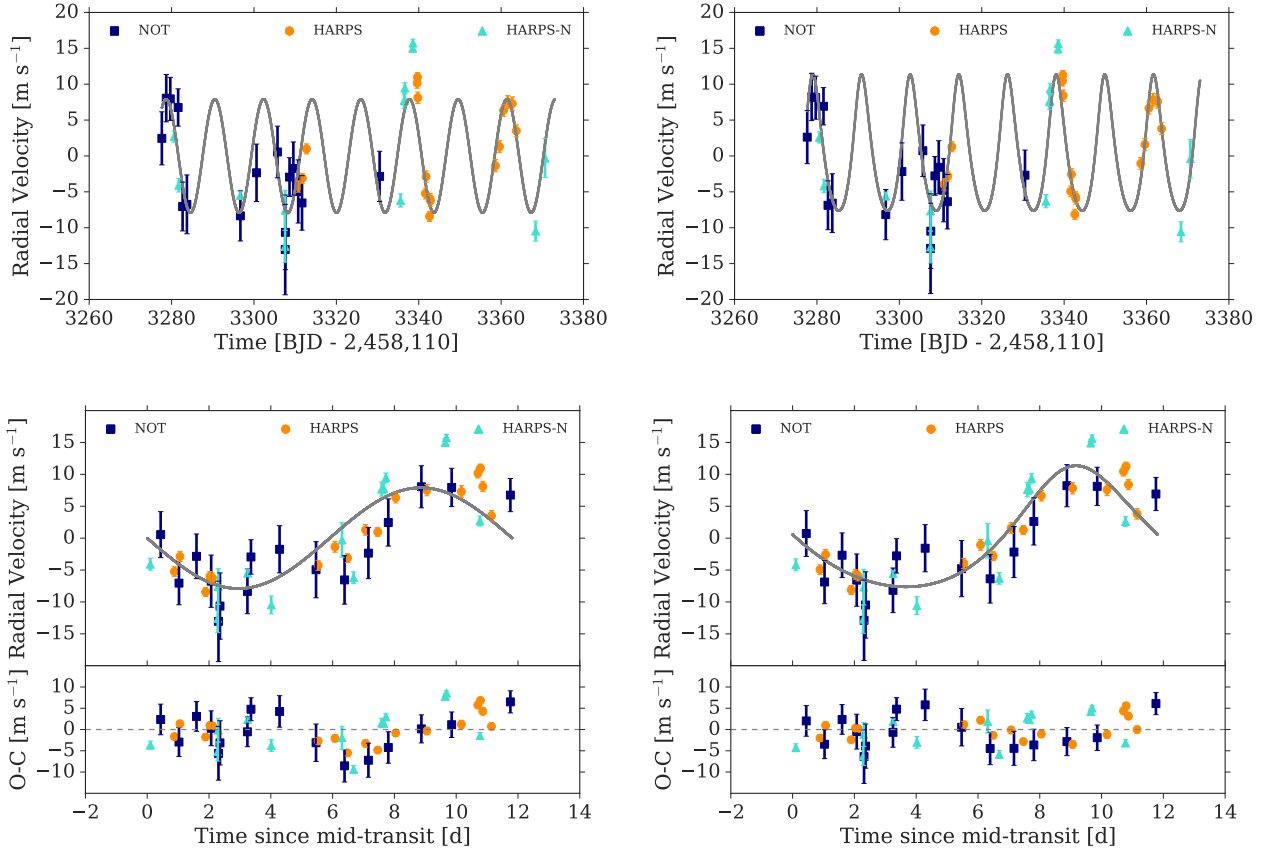 NOT HARPS HARPS-N
Radial Velocity [m s⁻¹]
20
15
10
5
0
−5
−10
−15
−20
3260 3280 3300 3320 3340 3360 3380
Time [BJD - 2,458,110]
NOT HARPS HARPS-N
Radial Velocity [m s⁻¹]
20
15
10
5
0
−5
−10
−15
−20
3260 3280 3300 3320 3340 3360 3380
Time [BJD - 2,458,110]
NOT HARPS HARPS-N
Radial Velocity [m s⁻¹]
15
10
5
0
−5
−10
−15
O-C [m s⁻¹]
10
5
0
−5
−10
0 2 4 6 8 10 12 14
Time since mid-transit [d]
NOT HARPS HARPS-N
Radial Velocity [m s⁻¹]
15
10
5
0
−5
−10
−15
O-C [m s⁻¹]
10
5
0
−5
−10
0 2 4 6 8 10 12 14
Time since mid-transit [d]